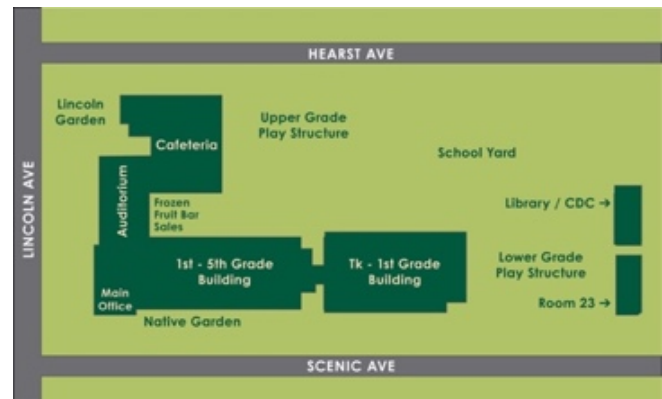 HEARST AVE
LINCOLN AVE
Lincoln
Garden
Cafeteria
Upper Grade
Play Structure
School Yard
Auditorium
Frozen
Fruit Bar
Sales
Library / CDC →
1st - 5th Grade
Building
Tk - 1st Grade
Building
Lower Grade
Play Structure
Main
Office
Room 23 →
Native Garden
SCENIC AVE